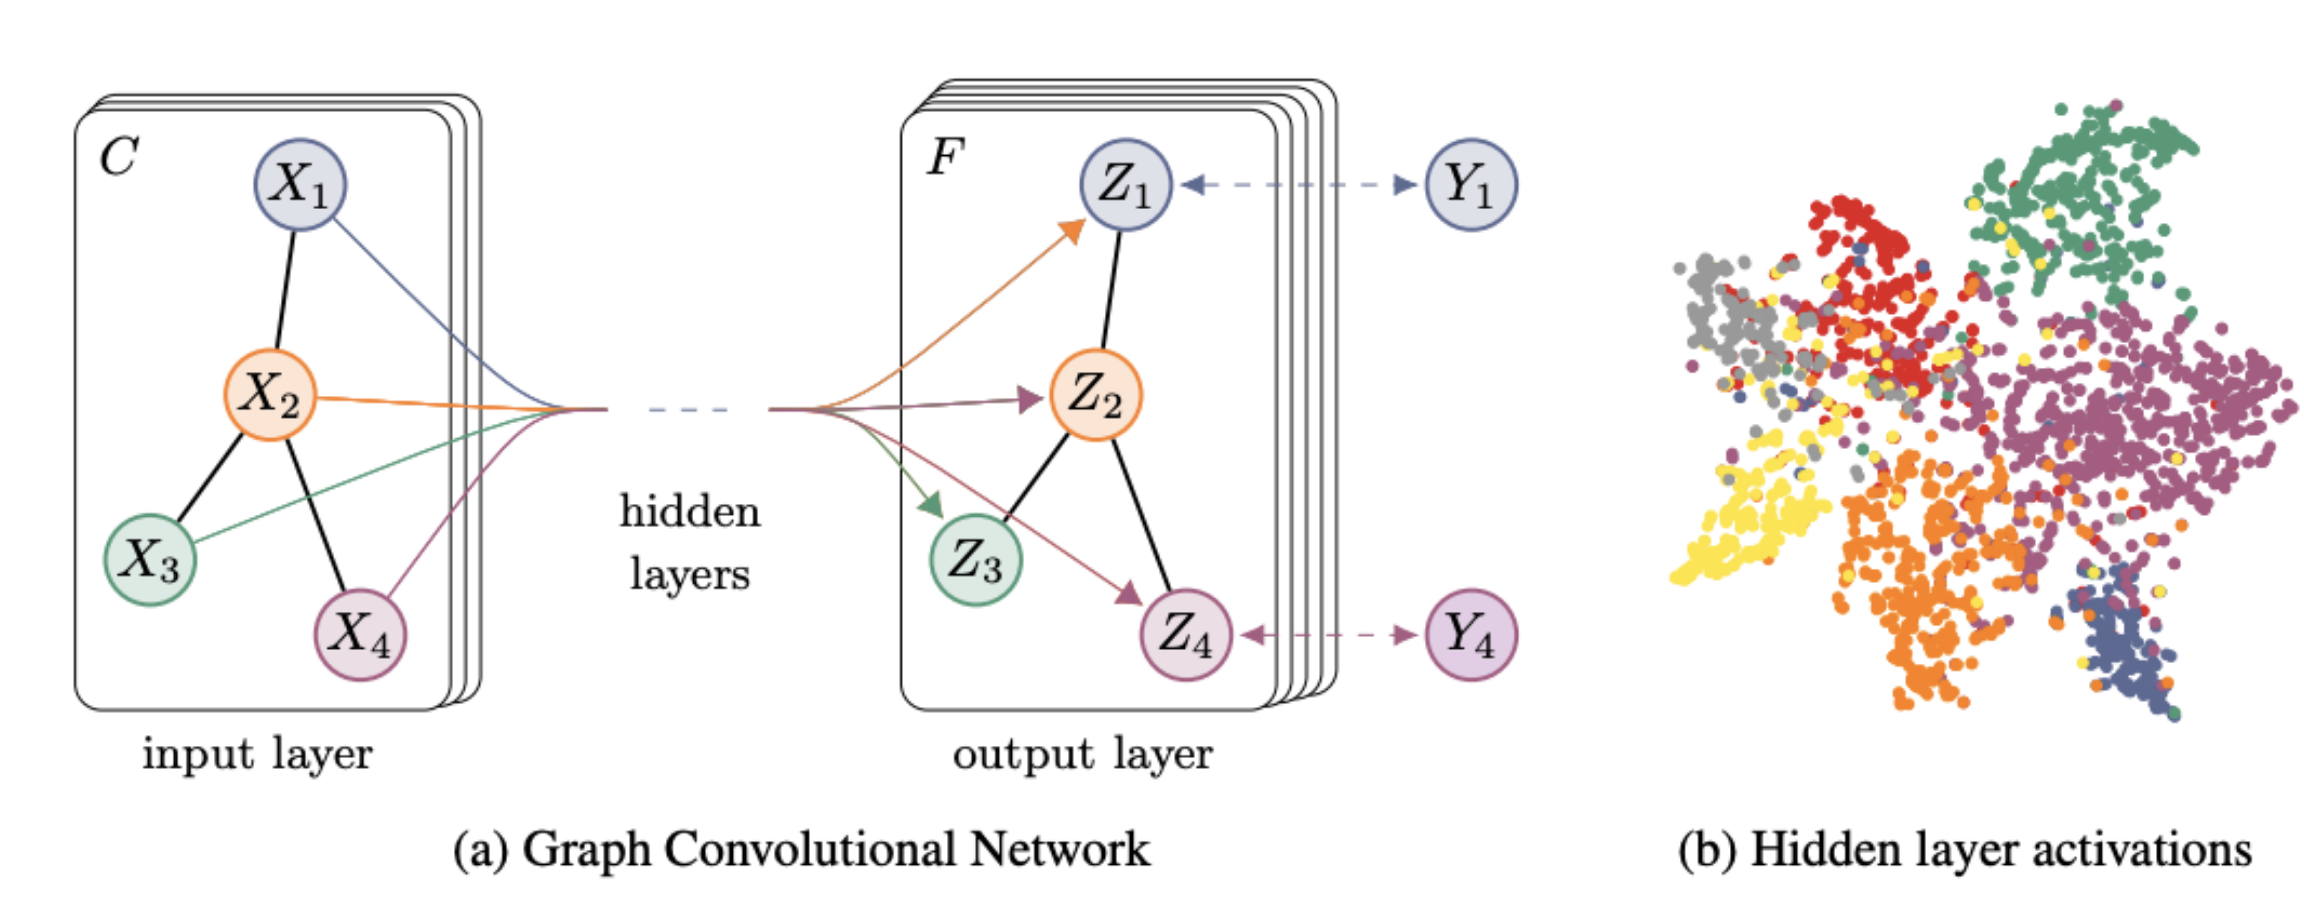 C
X₁
X₂
X₃
X₄
input layer
hidden
layers
F
Z₁
Z₂
Z₃
Z₄
output layer
Y₁
Y₄
(a) Graph Convolutional Network
(b) Hidden layer activations